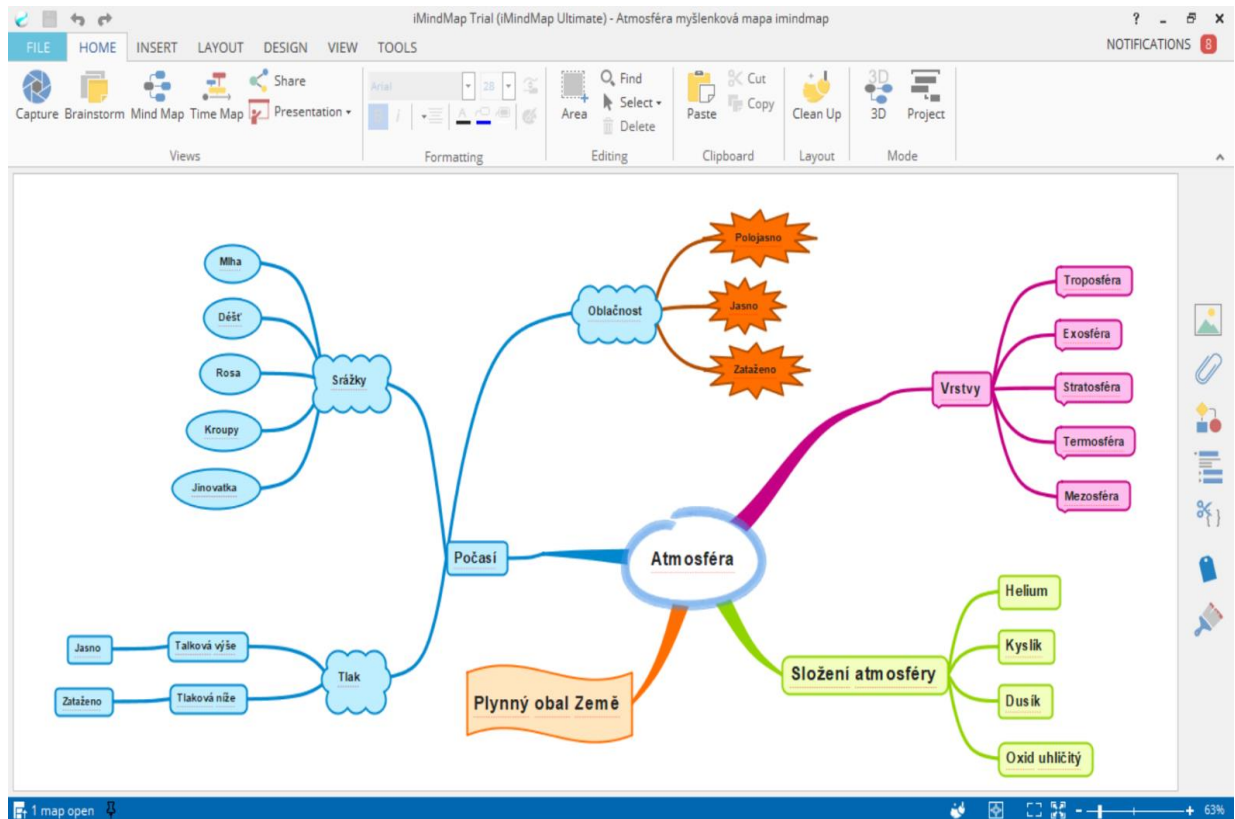 iMindMap Trial (iMindMap Ultimate) - Atmosféra myšlenková mapa imindmap
?
FILE HOME INSERT LAYOUT DESIGN VIEW TOOLS
NOTIFICATIONS 8
Capture
Brainstorm
Mind Map
Time Map
Share
Presentation
Views
Arial
28
i
A
Formatting
Area
Find
Select
Delete
Editing
Paste
Cut
Copy
Clipboard
Clean Up
Layout
3D
3D
Project
Mode
Mlha
Déšť
Rosa
Kroupy
Jinovatka
Srážky
Oblačnost
Polojasno
Jasno
Zataženo
Vrstvy
Troposféra
Exosféra
Stratosféra
Termosféra
Mezosféra
Počasí
Atmosféra
Jasno
Talková výše
Zataženo
Tlaková níže
Tlak
Plynný obal Země
Složení atmosféry
Helium
Kyslík
Dusík
Oxid uhličitý
1 map open
- + 63%